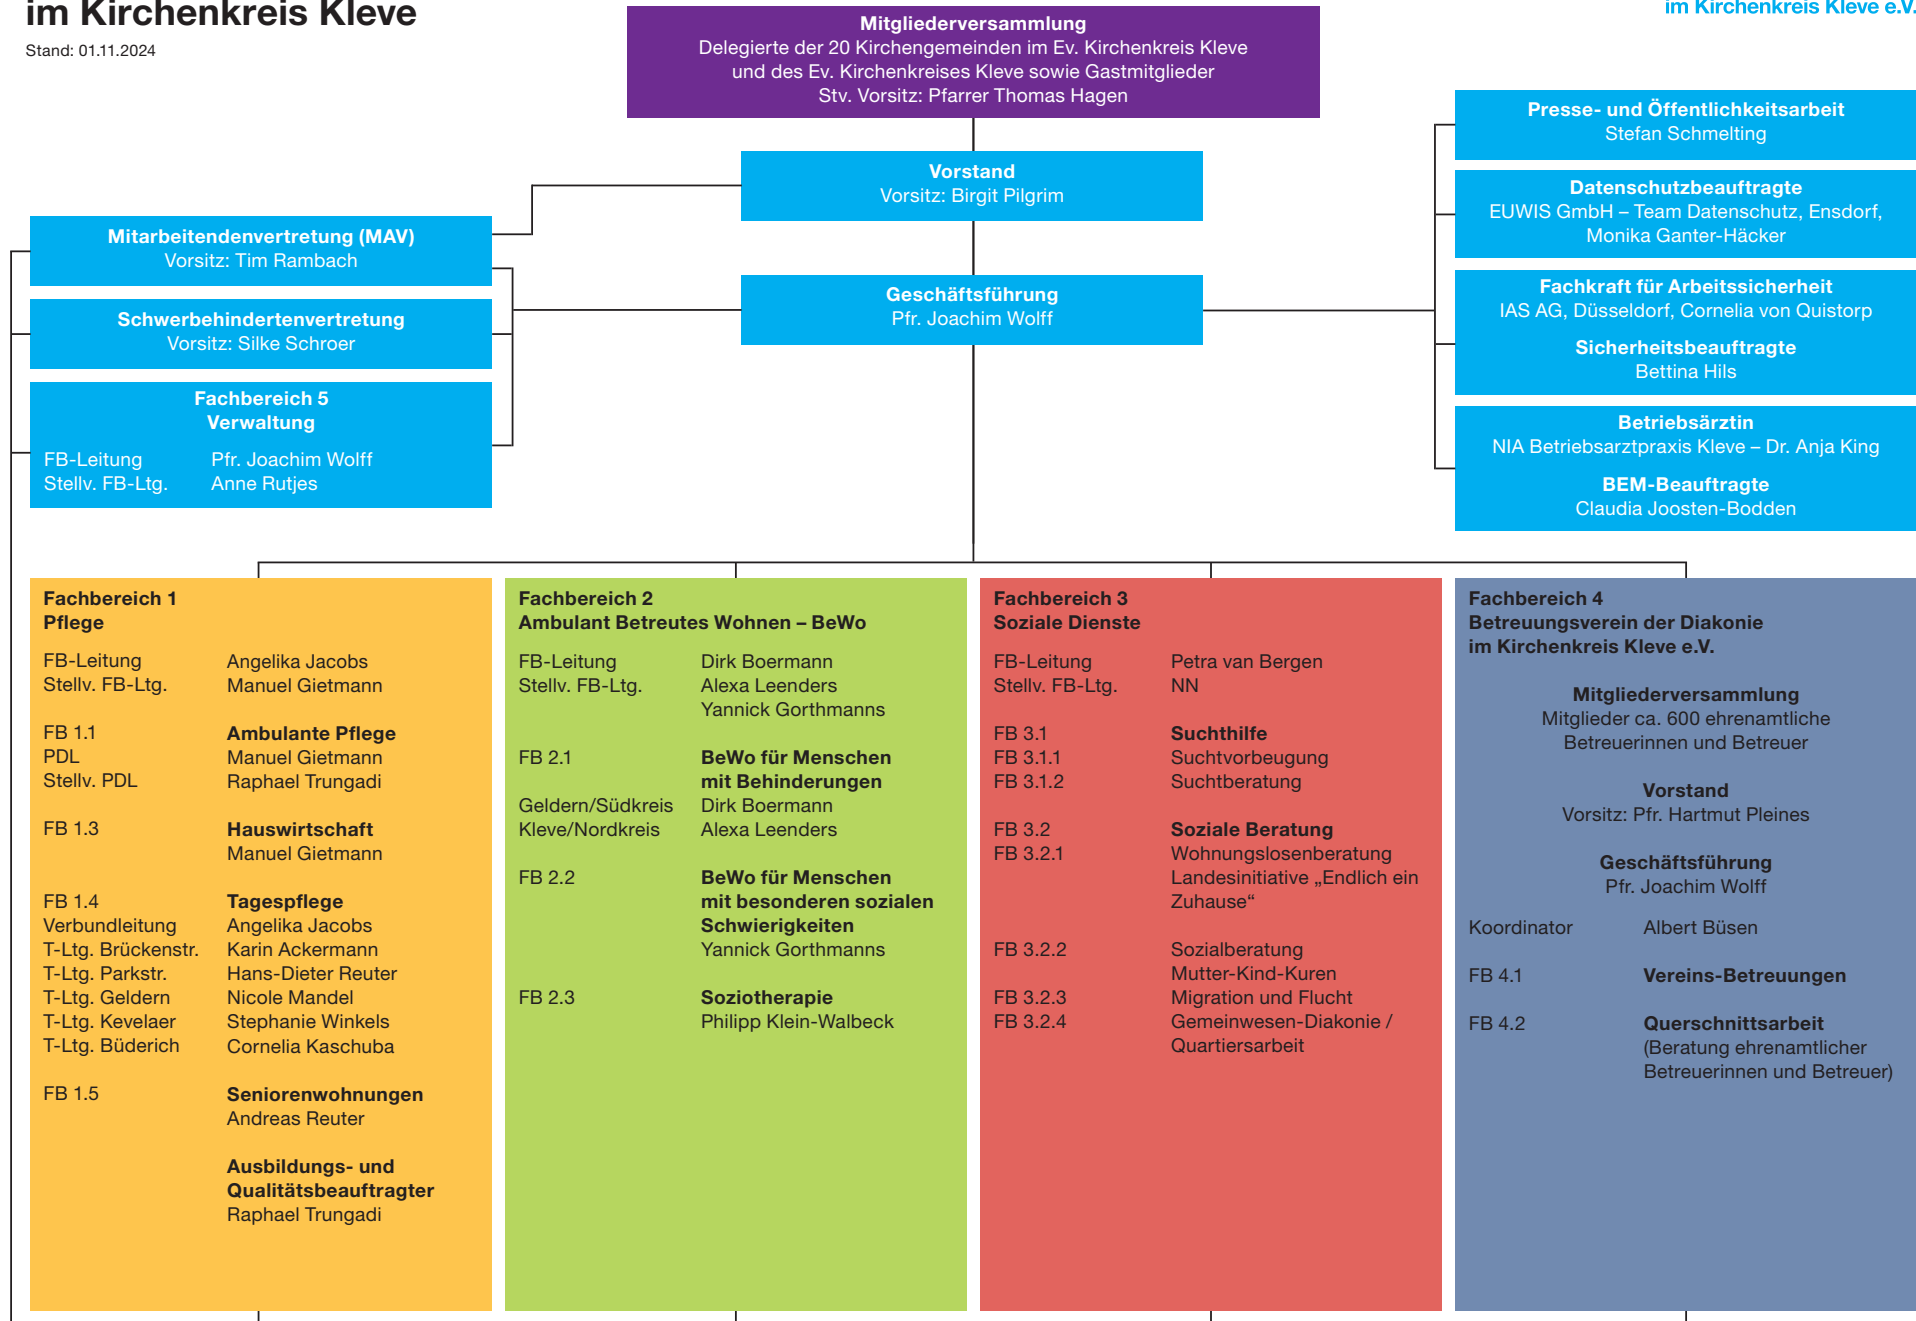 im Kirchenkreis Kleve
Stand: 01.11.2024
im Kirchenkreis Kleve e.V.
Mitgliederversammlung
Delegierte der 20 Kirchengemeinden im Ev. Kirchenkreis Kleve
und des Ev. Kirchenkreises Kleve sowie Gastmitglieder
Stv. Vorsitz: Pfarrer Thomas Hagen
Vorstand
Vorsitz: Birgit Pilgrim
Geschäftsführung
Pfr. Joachim Wolff
Mitarbeitendenvertretung (MAV)
Vorsitz: Tim Rambach
Schwerbehindertenvertretung
Vorsitz: Silke Schroer
Fachbereich 5
Verwaltung
FB-Leitung Pfr. Joachim Wolff
Stellv. FB-Ltg. Anne Rutjes
Presse- und Öffentlichkeitsarbeit
Stefan Schmelting
Datenschutzbeauftragte
EUWIS GmbH – Team Datenschutz, Ensdorf,
Monika Ganter-Häcker
Fachkraft für Arbeitssicherheit
IAS AG, Düsseldorf, Cornelia von Quistorp
Sicherheitsbeauftragte
Bettina Hils
Betriebsärztin
NIA Betriebsarztpraxis Kleve – Dr. Anja King
BEM-Beauftragte
Claudia Joosten-Bodden
Fachbereich 1
Pflege
FB-Leitung Angelika Jacobs
Stellv. FB-Ltg. Manuel Gietmann
FB 1.1 Ambulante Pflege
PDL Manuel Gietmann
Stellv. PDL Raphael Trungadi
FB 1.3 Hauswirtschaft
Manuel Gietmann
FB 1.4 Tagespflege
Verbundleitung Angelika Jacobs
T-Ltg. Brückenstr. Karin Ackermann
T-Ltg. Parkstr. Hans-Dieter Reuter
T-Ltg. Geldern Nicole Mandel
T-Ltg. Kevelaer Stephanie Winkels
T-Ltg. Büderich Cornelia Kaschuba
FB 1.5 Seniorenwohnungen
Andreas Reuter
Ausbildungs- und
Qualitätsbeauftragter
Raphael Trungadi
Fachbereich 2
Ambulant Betreutes Wohnen – BeWo
FB-Leitung Dirk Boermann
Stellv. FB-Ltg. Alexa Leenders
Yannick Gorthmanns
FB 2.1 BeWo für Menschen
mit Behinderungen
Geldern/Südkreis Dirk Boermann
Kleve/Nordkreis Alexa Leenders
FB 2.2 BeWo für Menschen
mit besonderen sozialen
Schwierigkeiten
Yannick Gorthmanns
FB 2.3 Soziotherapie
Philipp Klein-Walbeck
Fachbereich 3
Soziale Dienste
FB-Leitung Petra van Bergen
Stellv. FB-Ltg. NN
FB 3.1 Suchthilfe
FB 3.1.1 Suchtvorbeugung
FB 3.1.2 Suchtberatung
FB 3.2 Soziale Beratung
FB 3.2.1 Wohnungslosenberatung
Landesinitiative „Endlich ein
Zuhause“
FB 3.2.2 Sozialberatung
Mutter-Kind-Kuren
FB 3.2.3 Migration und Flucht
FB 3.2.4 Gemeinwesen-Diakonie /
Quartiersarbeit
Fachbereich 4
Betreuungsverein der Diakonie
im Kirchenkreis Kleve e.V.
Mitgliederversammlung
Mitglieder ca. 600 ehrenamtliche
Betreuerinnen und Betreuer
Vorstand
Vorsitz: Pfr. Hartmut Pleines
Geschäftsführung
Pfr. Joachim Wolff
Koordinator Albert Büsen
FB 4.1 Vereins-Betreuungen
FB 4.2 Querschnittsarbeit
(Beratung ehrenamtlicher
Betreuerinnen und Betreuer)